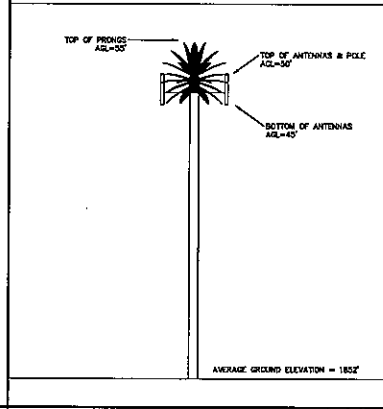 TOP OF PRONGS
AGL=55'
TOP OF ANTENNAS & POLE
AGL=50'
BOTTOM OF ANTENNAS
AGL=45'
AVERAGE GROUND ELEVATION = 1852'